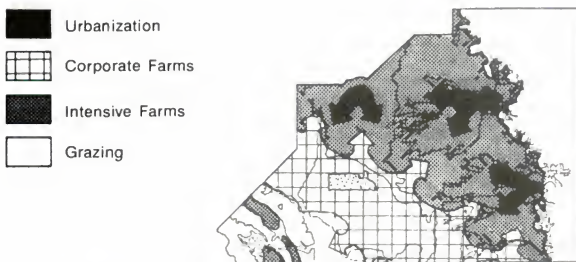 Urbanization
Corporate Farms
Intensive Farms
Grazing